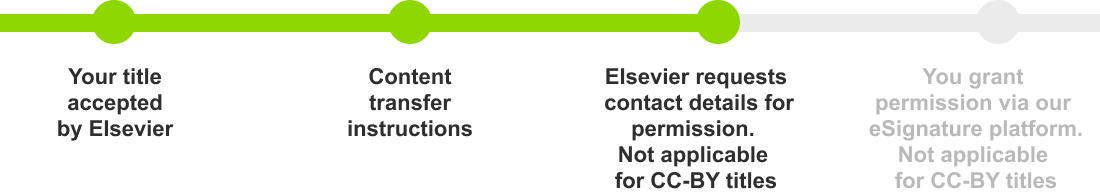 Your title
accepted
by Elsevier
Content
transfer
instructions
Elsevier requests
contact details for
permission.
Not applicable
for CC-BY titles
You grant
permission via our
eSignature platform.
Not applicable
for CC-BY titles